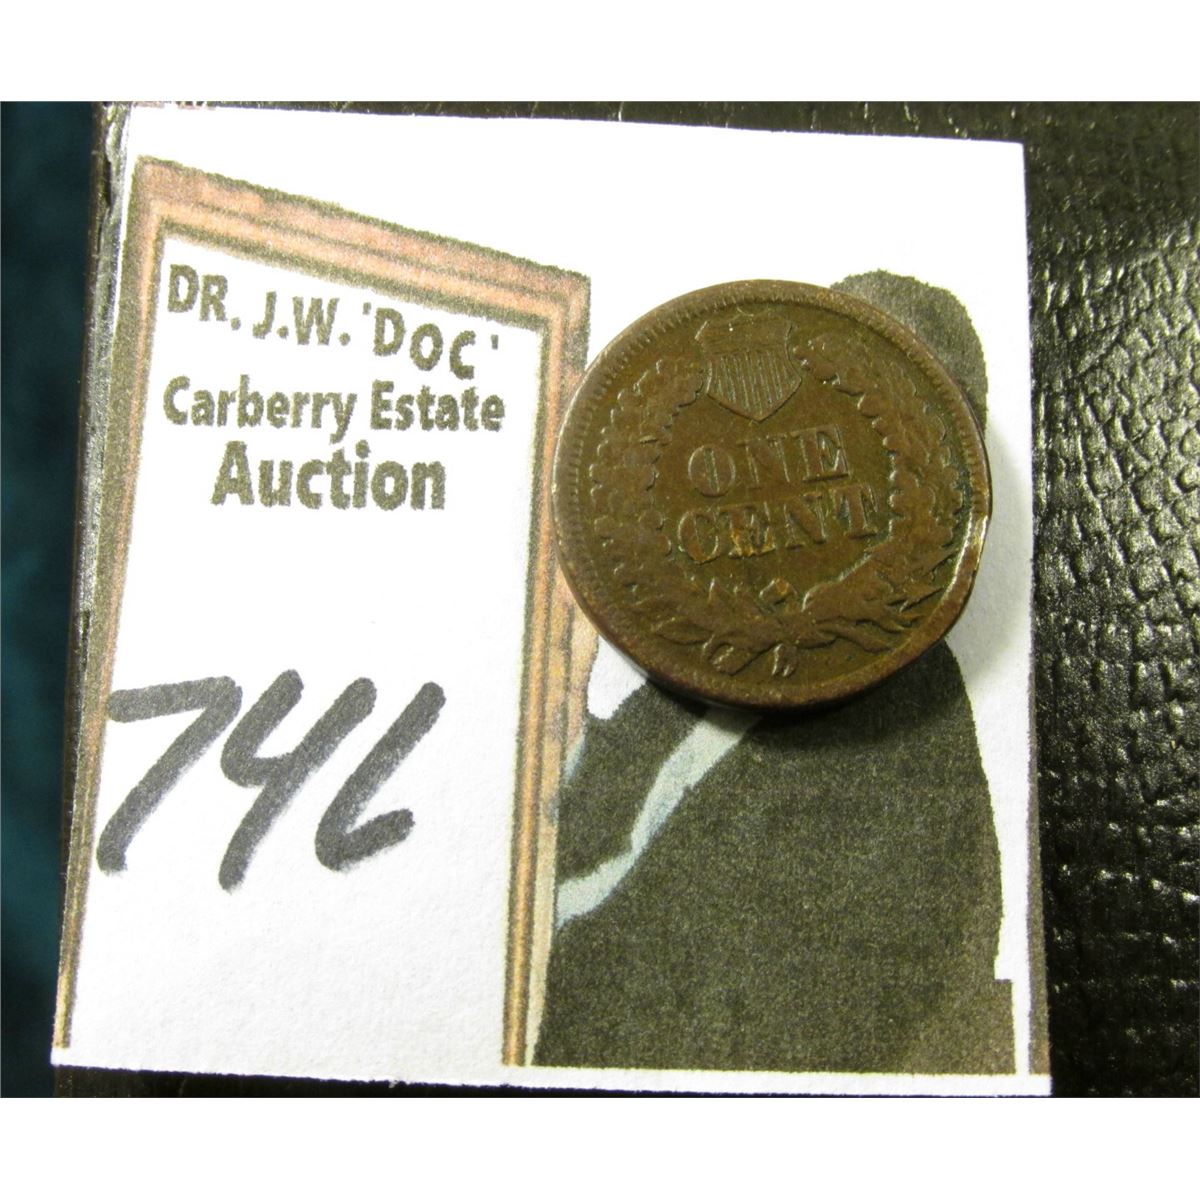 DR. J.W. 'DOC'
Carberry Estate
Auction
746
ONE
CENT